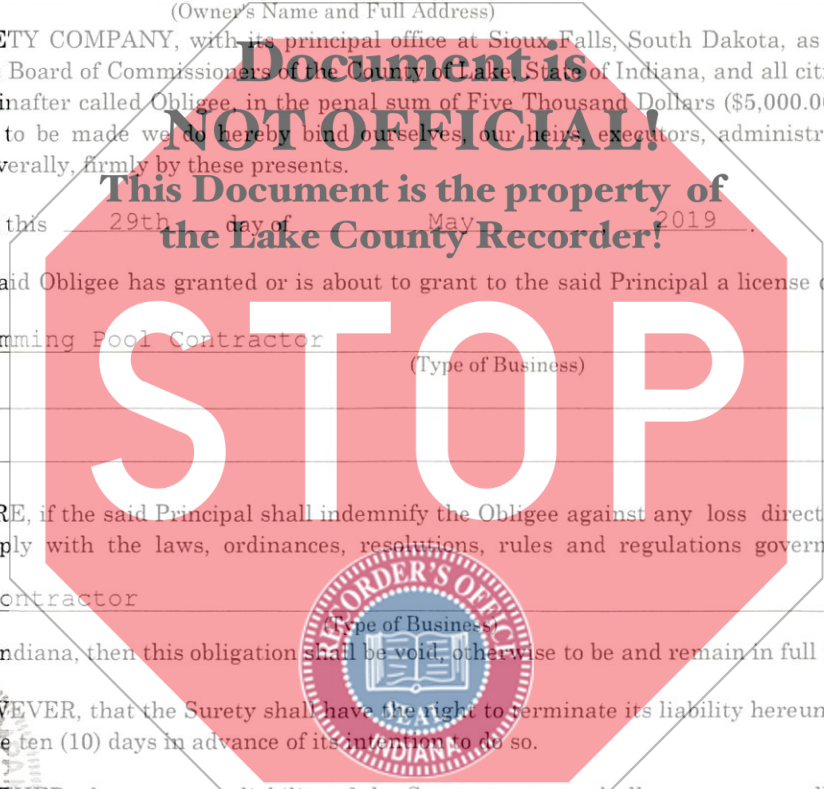 (Owner's Name and Full Address)
ETY COMPANY, with its principal office at Sioux Falls, South Dakota, as
Document is
Board of Commissioners of the County of Lake, State of Indiana, and all cit
inafter called Obligee, in the penal sum of Five Thousand Dollars ($5,000.0
NOT OFFICIAL!
to be made we do hereby bind ourselves, our heirs, executors, administr
verally, firmly by these presents.
This Document is the property of
this 29th day of May, 2019.
the Lake County Recorder!
aid Obligee has granted or is about to grant to the said Principal a license
mming Pool Contractor
(Type of Business)
STOP
RE, if the said Principal shall indemnify the Obligee against any loss direct
ply with the laws, ordinances, resolutions, rules and regulations govern
ontractor
RECORDER'S OFFIC
(Type of Business)
ndiana, then this obligation shall be void, otherwise to be and remain in full
VEVER, that the Surety shall have the right to terminate its liability hereun
SEAL
e ten (10) days in advance of its intention to do so.
INDIANA